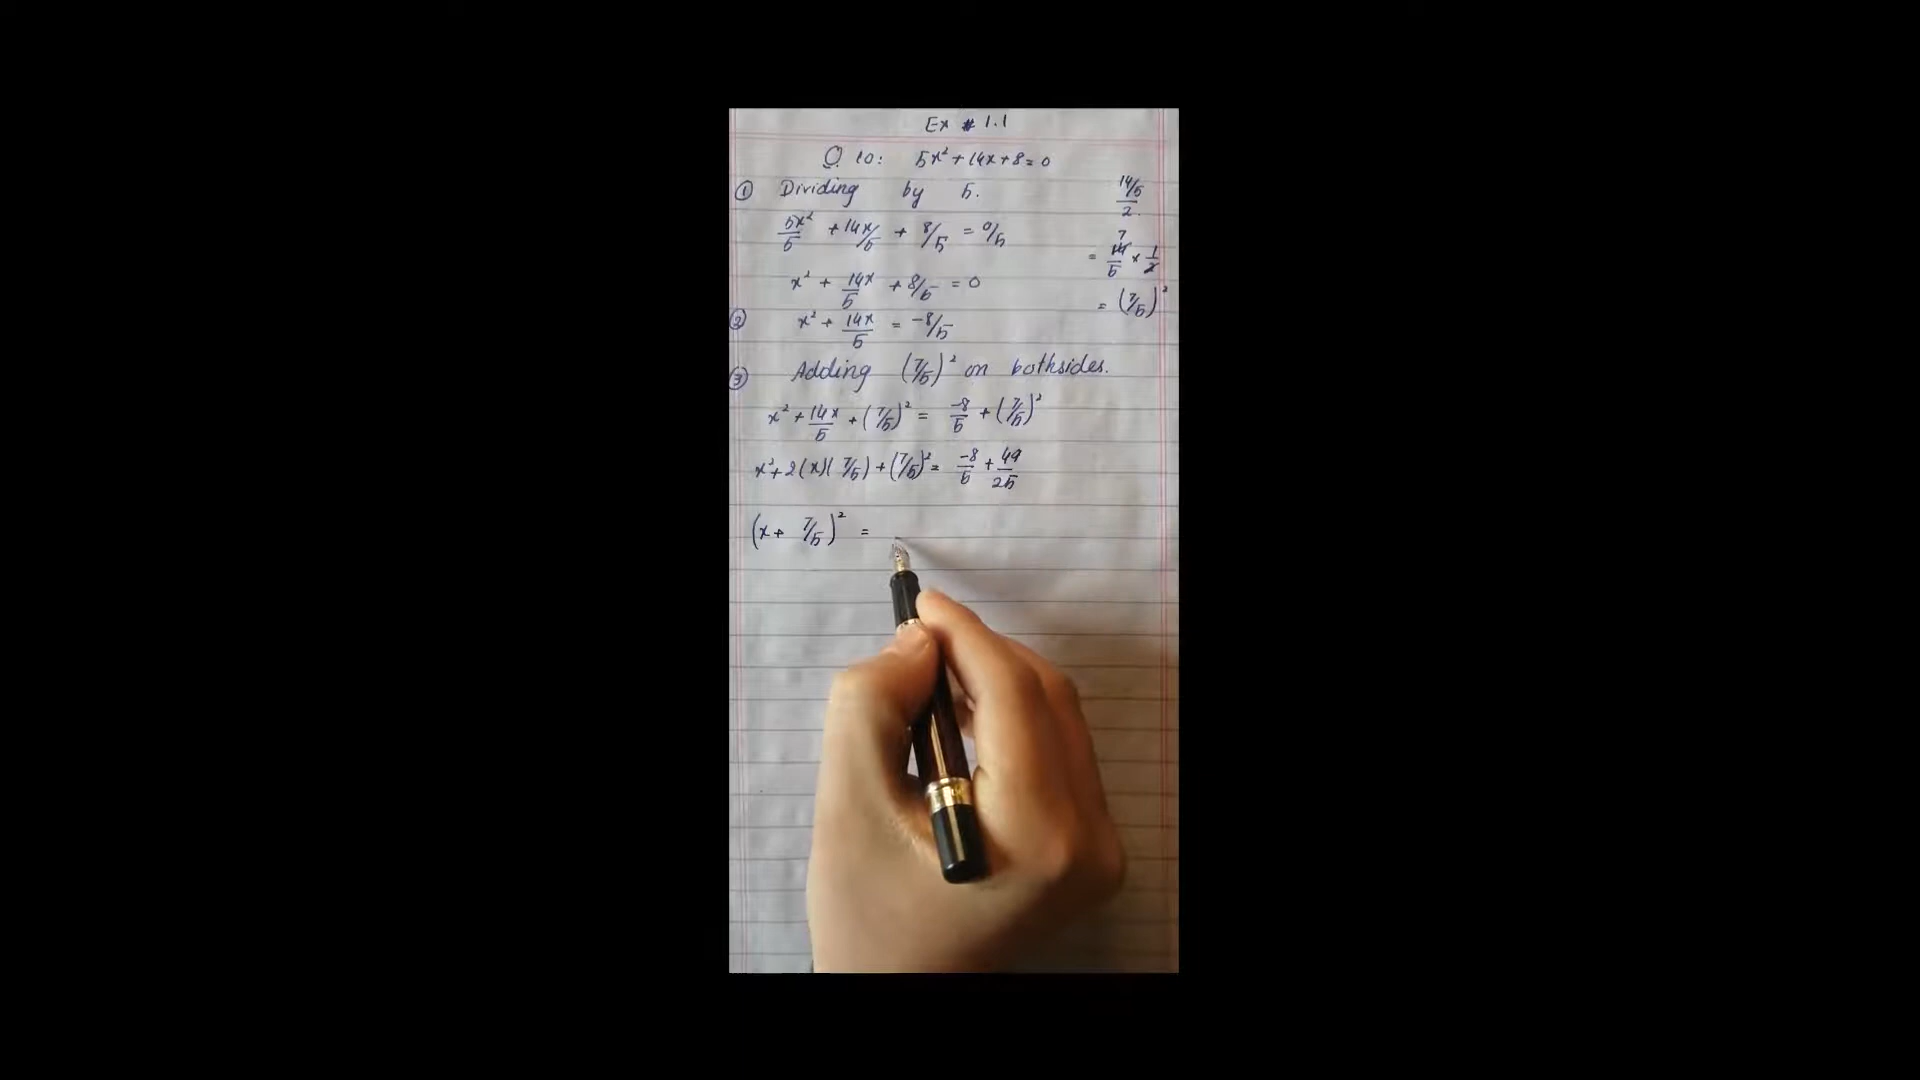 Ex # 1.1
Q 10: 5x² + 14x + 8 = 0
① Dividing by 5.
5x²/5 + 14x/5 + 8/5 = 0/5
x² + 14x/5 + 8/5 = 0
② x² + 14x/5 = -8/5
③ Adding (7/5)² on bothsides.
x² + 14x/5 + (7/5)² = -8/5 + (7/5)²
x² + 2(x)(7/5) + (7/5)² = -8/5 + 49/25
(x + 7/5)² =
14/5
2.
7
= 14/5 × 1/2
= (7/5)²